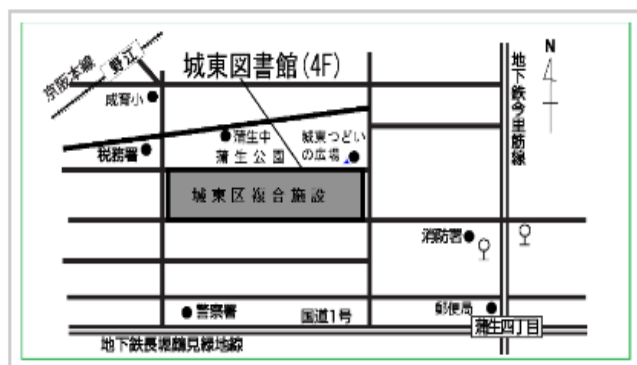 京阪本線
野江
城東図書館(4F)
N
地下鉄今里筋線
成育小
税務署
蒲生中
蒲生公園
城東つどい
の広場
城東区複合施設
消防署
警察署
国道1号
郵便局
蒲生四丁目
地下鉄長堀鶴見緑地線